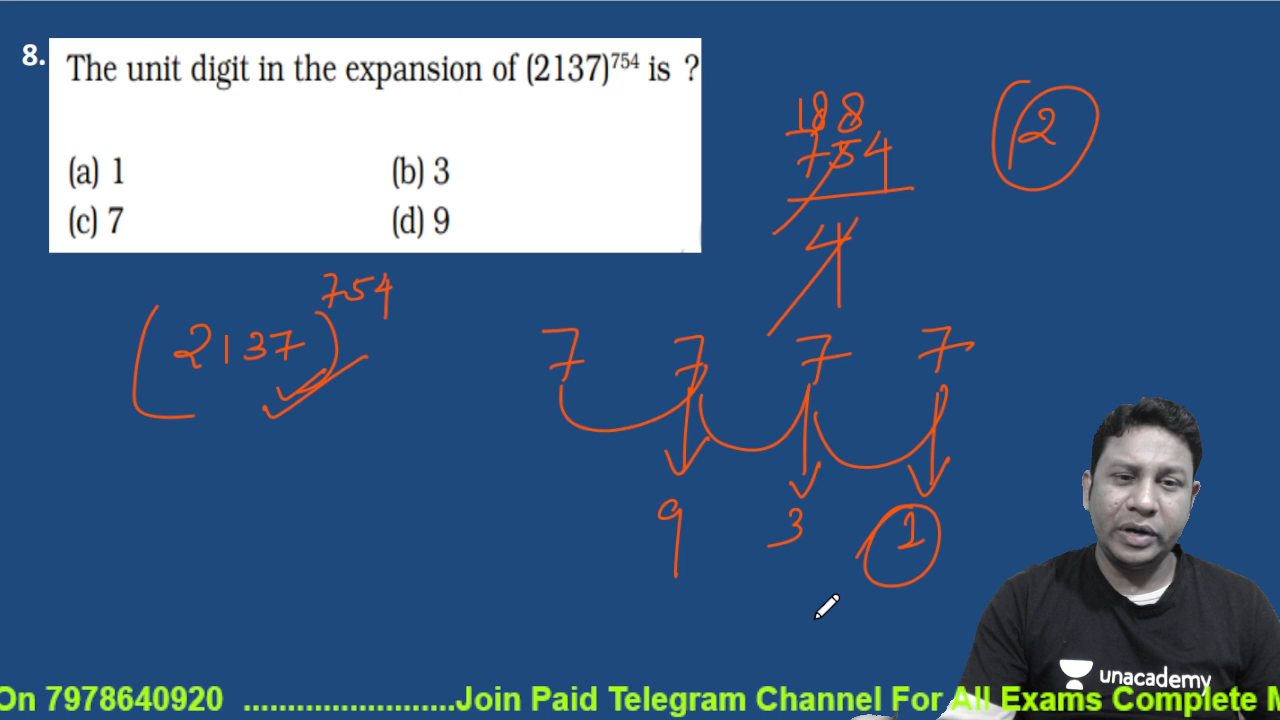 8.
The unit digit in the expansion of (2137)⁷⁵⁴ is ?
(a) 1 (b) 3
(c) 7 (d) 9
188
754
4
2
(2137)⁷⁵⁴
7 7 7 7
9 3 1
unacademy
On 7978640920 .......................Join Paid Telegram Channel For All Exams Complete M